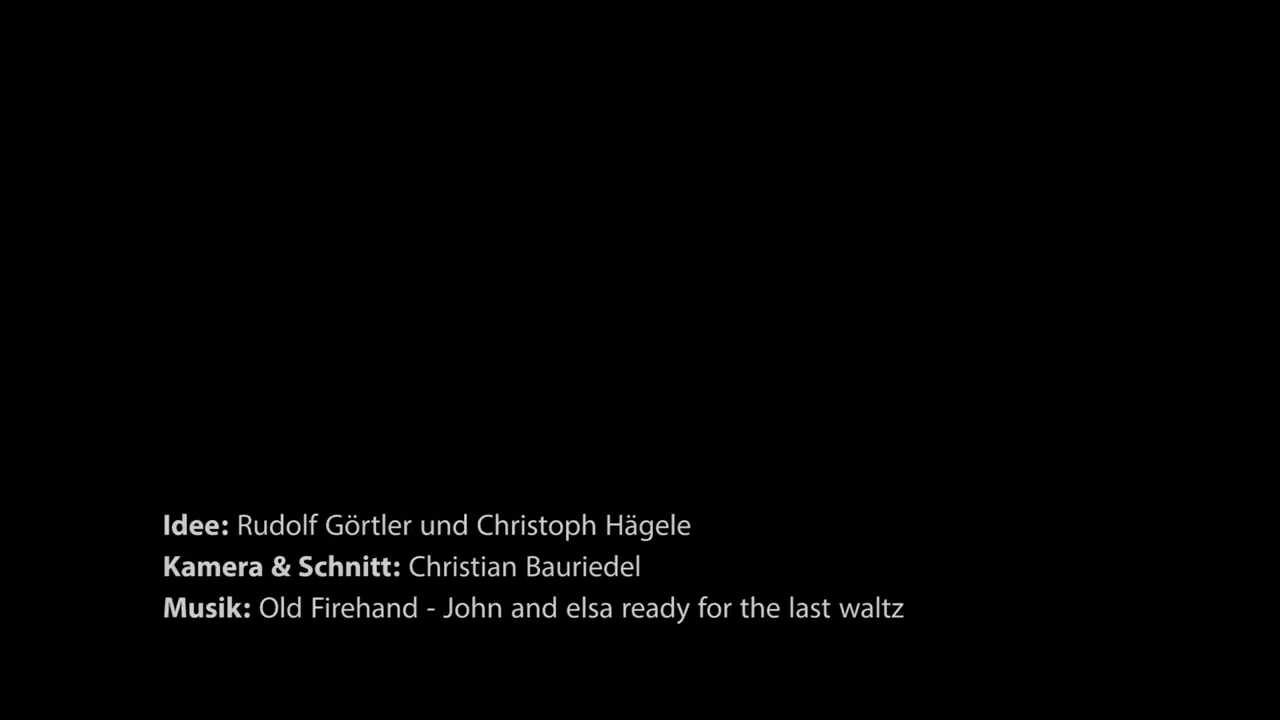 Idee: Rudolf Görtler und Christoph Hägele
Kamera & Schnitt: Christian Bauriedel
Musik: Old Firehand - John and elsa ready for the last waltz